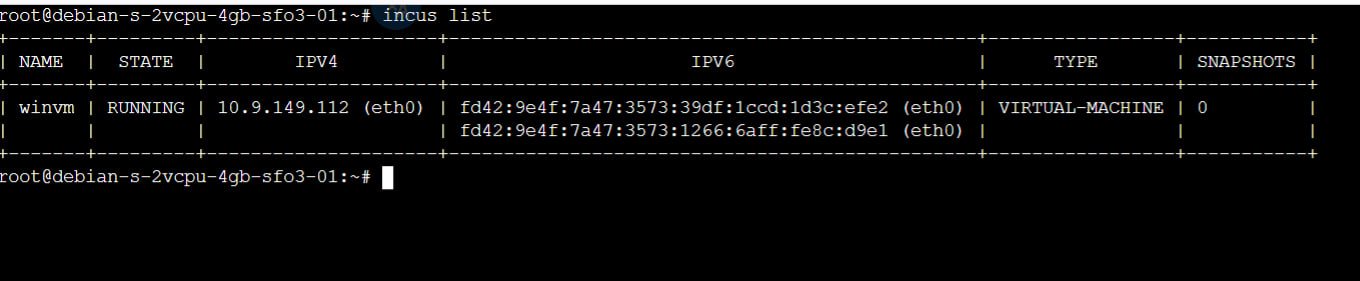 root@debian-s-2vcpu-4gb-sfo3-01:~# incus list
+-------+---------+---------------------+-----------------------------------------------+-----------------+-----------+
| NAME | STATE | IPV4 | IPV6 | TYPE | SNAPSHOTS |
+-------+---------+---------------------+-----------------------------------------------+-----------------+-----------+
| winvm | RUNNING | 10.9.149.112 (eth0) | fd42:9e4f:7a47:3573:39df:1ccd:1d3c:efe2 (eth0) | VIRTUAL-MACHINE | 0 |
| | | | fd42:9e4f:7a47:3573:1266:6aff:fe8c:d9e1 (eth0) | | |
+-------+---------+---------------------+-----------------------------------------------+-----------------+-----------+
root@debian-s-2vcpu-4gb-sfo3-01:~#